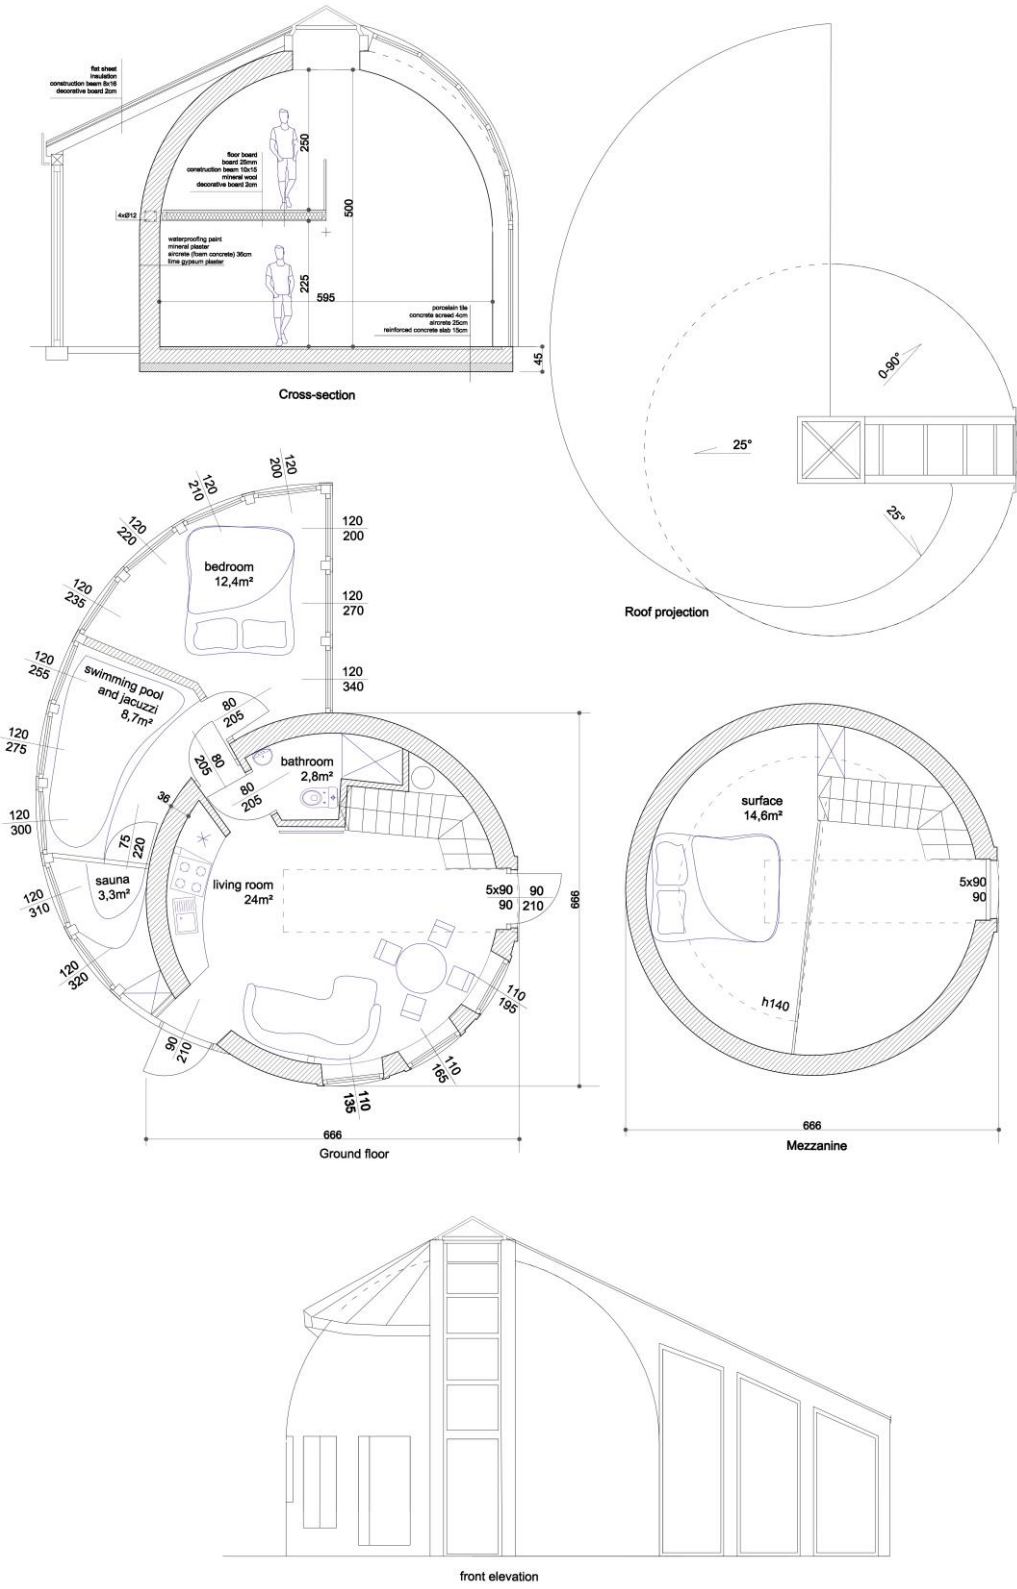 flat sheet
insulation
construction beam 8x16
decorative board 2cm
floor board
board 25mm
construction beam 10x15
mineral wool
decorative board 2cm
250
500
4xØ12
waterproofing paint
mineral plaster
aircrete (foam concrete) 36cm
lime gypsum plaster
225
595
porcelain tile
concrete screed 4cm
aircrete 25cm
reinforced concrete slab 15cm
45
Cross-section
0-90°
25°
25°
Roof projection
120
200
120
210
120
220
120
235
120
255
120
275
120
300
120
310
120
320
120
200
120
270
120
340
bedroom
12,4m²
swimming pool
and jacuzzi
8,7m²
80
205
80
205
80
205
bathroom
2,8m²
36
75
220
sauna
3,3m²
living room
24m²
5x90
90
90
210
666
110
195
110
165
110
135
90
210
666
Ground floor
surface
14,6m²
5x90
90
h140
666
Mezzanine
front elevation